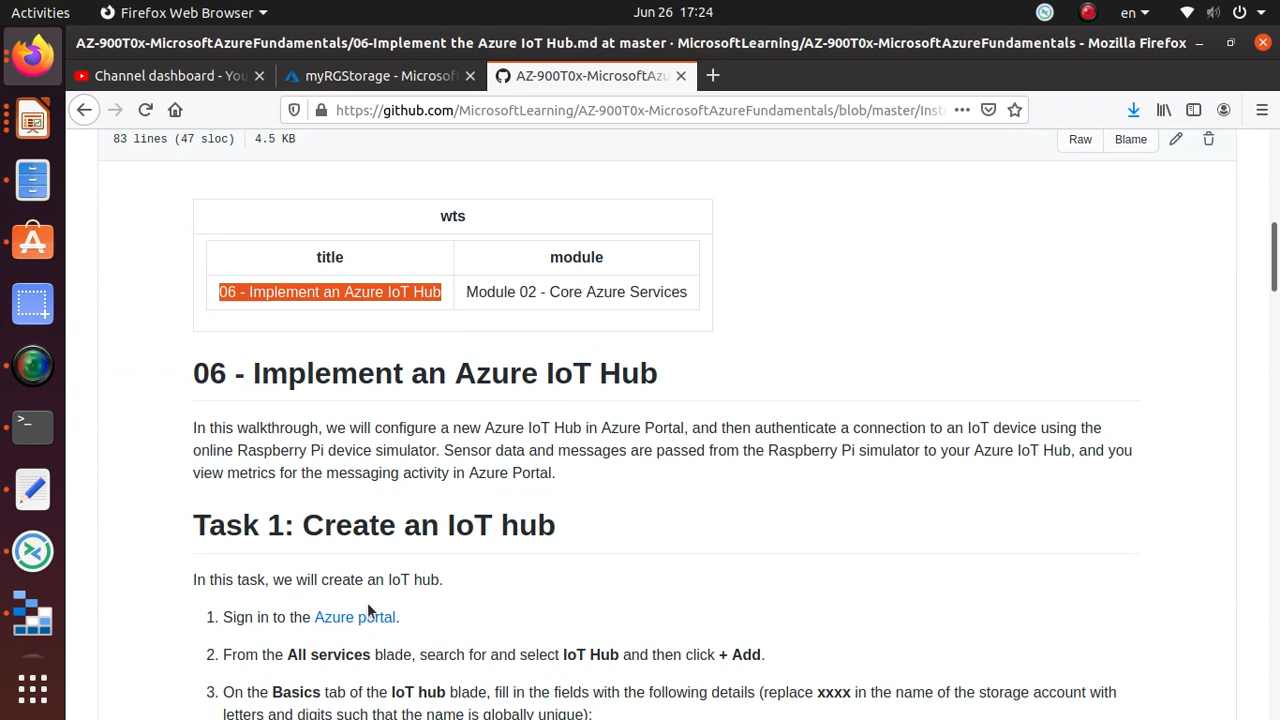 Activities
Firefox Web Browser
Jun 26 17:24
en
AZ-900T0x-MicrosoftAzureFundamentals/06-Implement the Azure IoT Hub.md at master · MicrosoftLearning/AZ-900T0x-MicrosoftAzureFundamentals - Mozilla Firefox
Channel dashboard - You
myRGStorage - Microsoft
AZ-900T0x-MicrosoftAzu
https://github.com/MicrosoftLearning/AZ-900T0x-MicrosoftAzureFundamentals/blob/master/Inst
83 lines (47 sloc) 4.5 KB
Raw
Blame
wts
title
module
06 - Implement an Azure IoT Hub
Module 02 - Core Azure Services
06 - Implement an Azure IoT Hub
In this walkthrough, we will configure a new Azure IoT Hub in Azure Portal, and then authenticate a connection to an IoT device using the
online Raspberry Pi device simulator. Sensor data and messages are passed from the Raspberry Pi simulator to your Azure IoT Hub, and you
view metrics for the messaging activity in Azure Portal.
Task 1: Create an IoT hub
In this task, we will create an IoT hub.
1. Sign in to the Azure portal.
2. From the All services blade, search for and select IoT Hub and then click + Add.
3. On the Basics tab of the IoT hub blade, fill in the fields with the following details (replace xxxx in the name of the storage account with
letters and digits such that the name is globally unique):